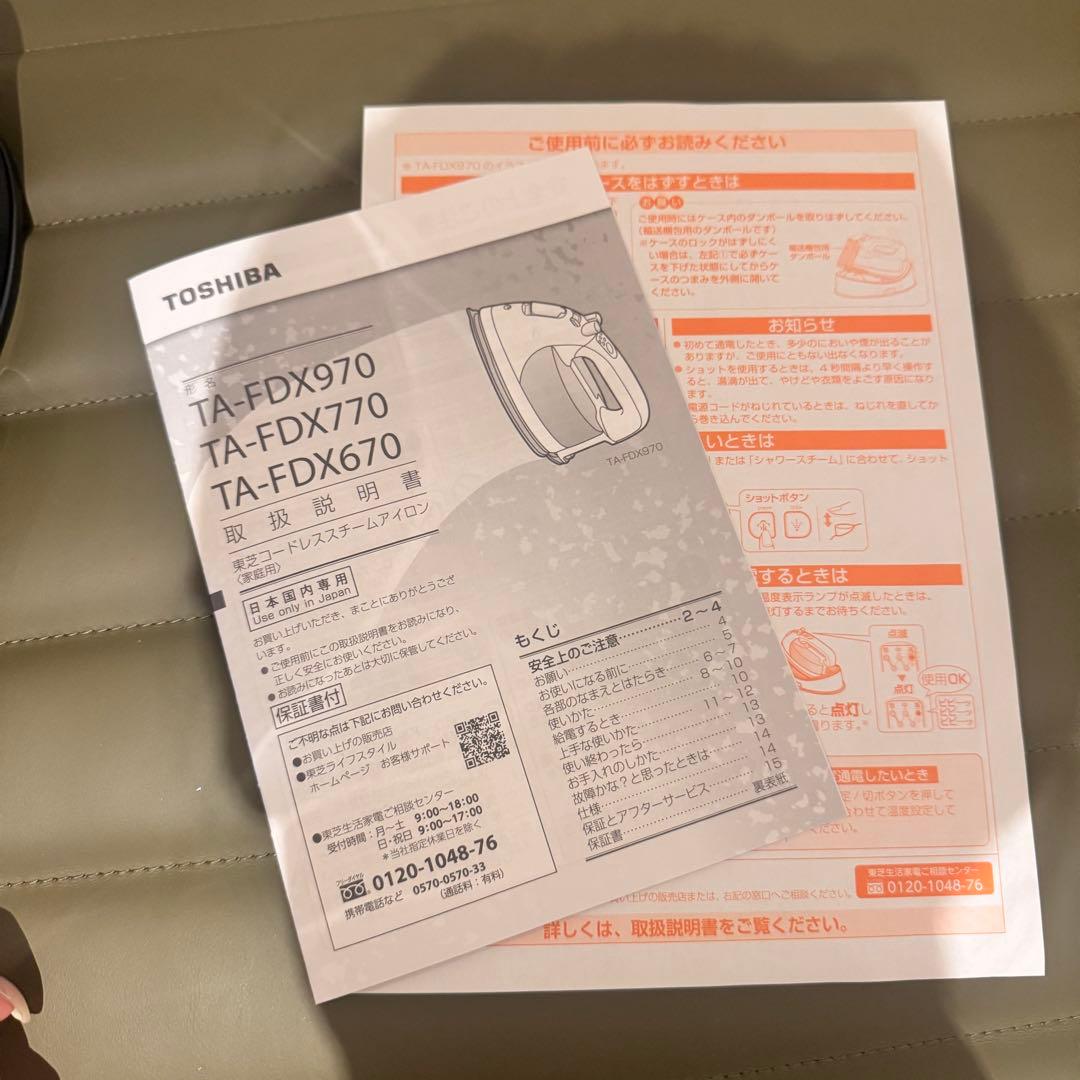 TOSHIBA
形名
TA-FDX970
TA-FDX770
TA-FDX670
取扱説明書
東芝コードレススチームアイロン
〈家庭用〉
日本国内専用
Use only in Japan
お買い上げいただき、まことにありがとうござ
います。
●ご使用前にこの取扱説明書をお読みになり、
正しく安全にお使いください。
●お読みになったあとは大切に保管してください。
保証書付
ご不明な点は下記にお問い合わせください。
●お買い上げの販売店
●東芝ライフスタイル
ホームページ お客様サポート
●東芝生活家電ご相談センター
受付時間：月～土 9:00～18:00
日・祝日 9:00～17:00
＊当社指定休業日を除く
フリーダイヤル
0120-1048-76
携帯電話など 0570-0570-33
（通話料：有料）
TA-FDX970
もくじ
安全上のご注意 2～4
お願い 4
お使いになる前に 5
各部のなまえとはたらき 6～7
使いかた 8～10
給電するとき 11～12
上手な使いかた 13
使い終わったら 13
お手入れのしかた 14
故障かな？と思ったときは 14
仕様 15
保証とアフターサービス
保証書 裏表紙
ご使用前に必ずお読みください
※ TA-FDX970 のイラス
ます。
ースをはずすときは
お願い
ご使用時にはケース内のダンボールを取りはずしてください。
(輸送梱包用のダンボールです)
※ケースのロックがはずしにく
い場合は、左記①で必ずケー
スを下げた状態にしてからケ
ースのつまみを外側に開いて
ください。
輸送梱包用
ダンボール
お知らせ
● 初めて通電したとき、多少のにおいや煙が出ることが
ありますが、ご使用にともない出なくなります。
● ショットを使用するときは、4秒間隔より早く操作す
ると、湯滴が出て、やけどや衣類をよごす原因になり
ます。
電源コードがねじれているときは、ねじれを直してか
ら巻き込んでください。
いときは
または「シャワースチーム」に合わせて、ショット
ショットボタン
するときは
温度表示ランプが点滅したときは、
灯するまでお待ちください。
点滅
▼
点灯
使用OK
ると点灯し
ります。※
通電したいとき
定/切ボタンを押して
わせて温度設定して
東芝生活家電ご相談センター
0120-1048-76
い上げの販売店または、右記の窓口へご相談ください。
詳しくは、取扱説明書をご覧ください。